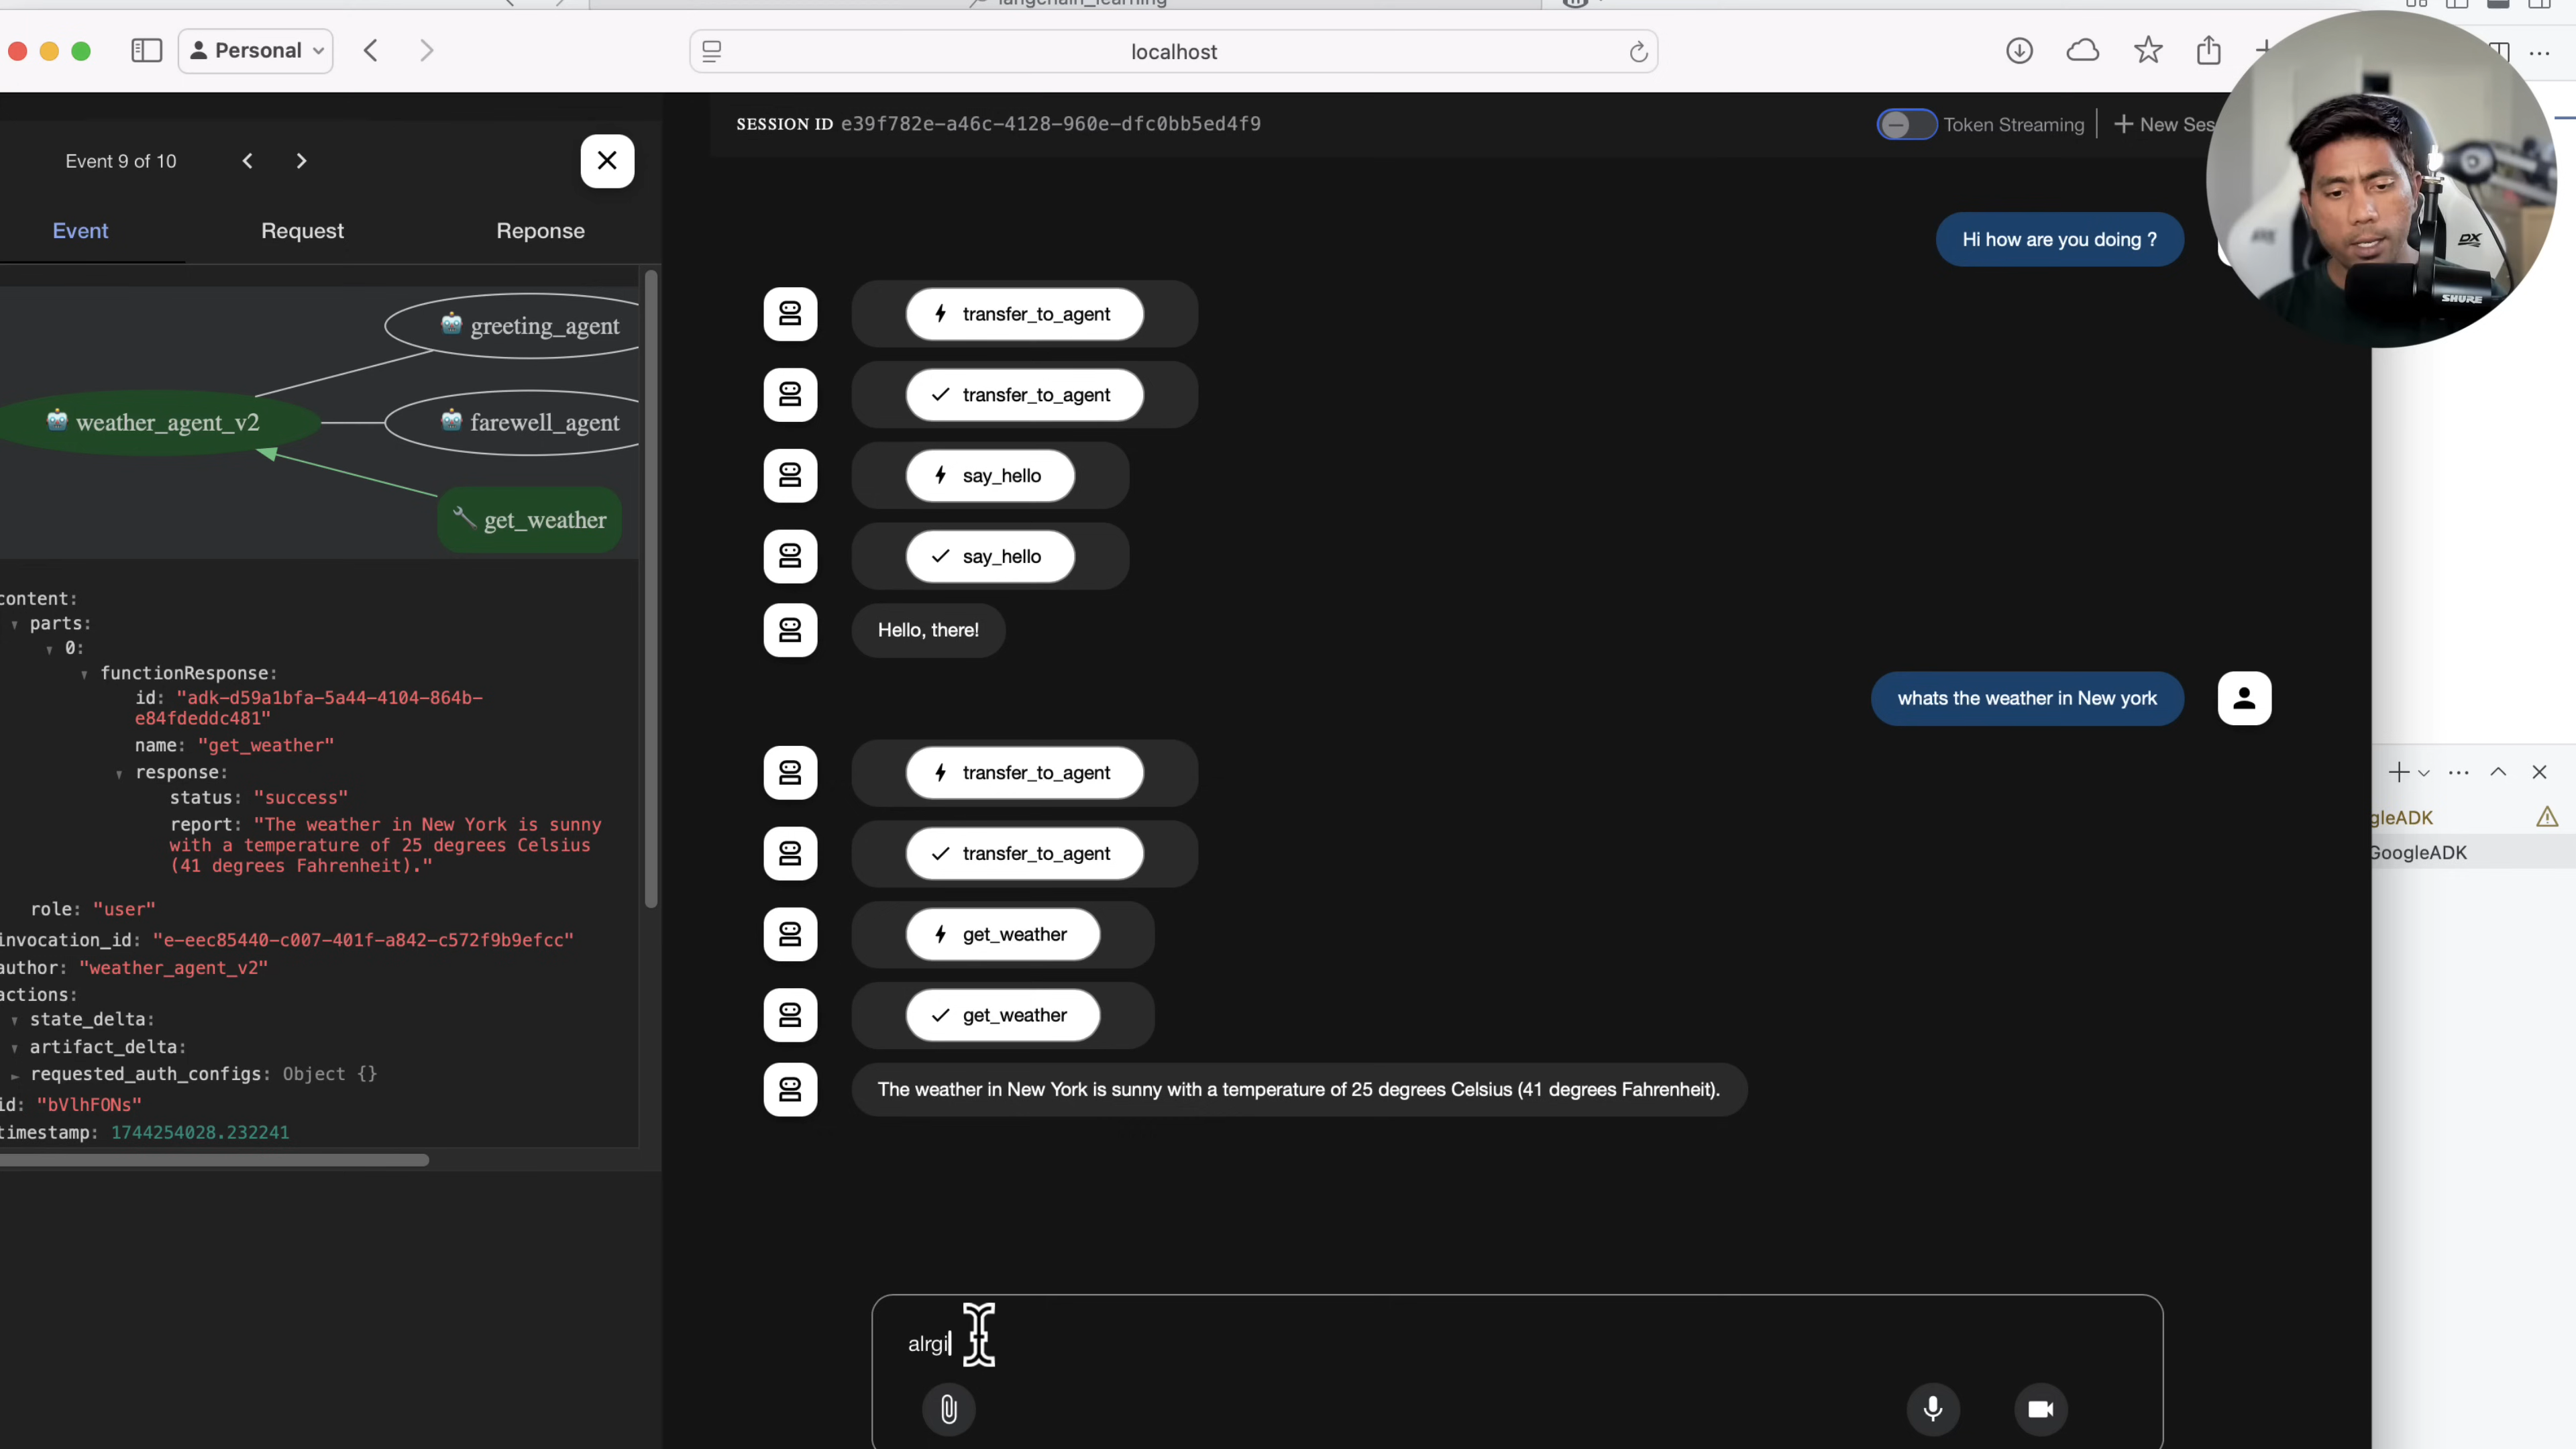 langchain_learning
Personal
localhost
SESSION ID e39f782e-a46c-4128-960e-dfc0bb5ed4f9
Token Streaming
New Ses
Event 9 of 10
Event
Request
Reponse
greeting_agent
weather_agent_v2
farewell_agent
get_weather
content:
parts:
0:
functionResponse:
id: "adk-d59a1bfa-5a44-4104-864b-
e84fdeddc481"
name: "get_weather"
response:
status: "success"
report: "The weather in New York is sunny
with a temperature of 25 degrees Celsius
(41 degrees Fahrenheit)."
role: "user"
invocation_id: "e-eec85440-c007-401f-a842-c572f9b9efcc"
author: "weather_agent_v2"
actions:
state_delta:
artifact_delta:
requested_auth_configs: Object {}
id: "bVlhFONs"
timestamp: 1744254028.232241
Hi how are you doing ?
transfer_to_agent
transfer_to_agent
say_hello
say_hello
Hello, there!
whats the weather in New york
transfer_to_agent
transfer_to_agent
get_weather
get_weather
The weather in New York is sunny with a temperature of 25 degrees Celsius (41 degrees Fahrenheit).
alrgi
DX
SHURE
gleADK
GoogleADK